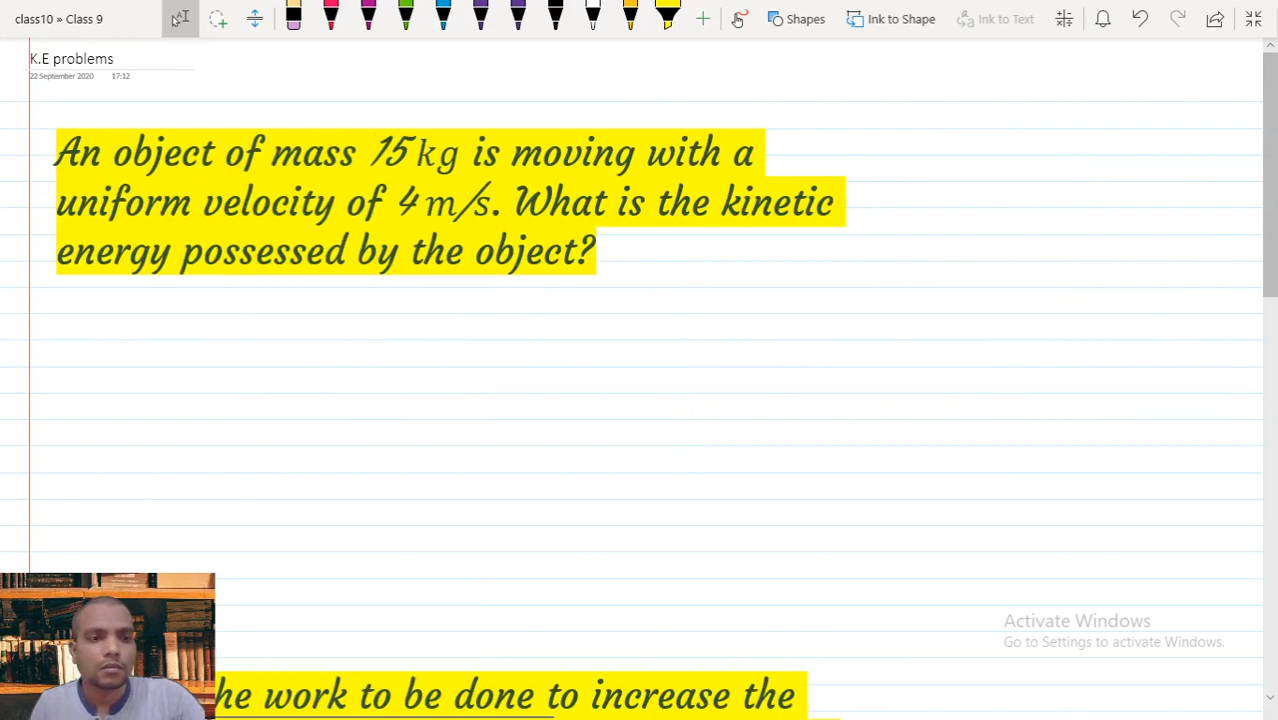 class10 » Class 9
Shapes
Ink to Shape
Ink to Text
K.E problems
22 September 2020 17:12
An object of mass 15 kg is moving with a
uniform velocity of 4 m/s. What is the kinetic
energy possessed by the object?
Activate Windows
Go to Settings to activate Windows.
he work to be done to increase the